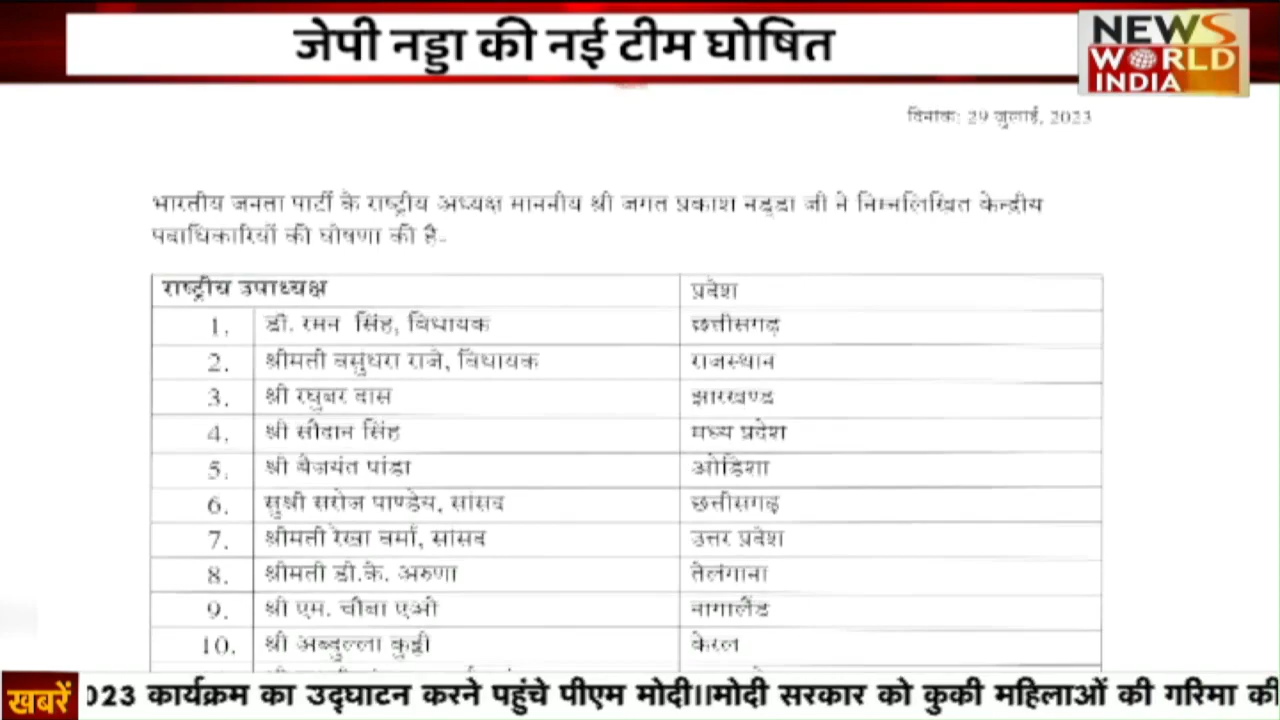 जेपी नड्डा की नई टीम घोषित
NEWS
WORLD
INDIA
दिनांक: 29 जुलाई, 2023
भारतीय जनता पार्टी के राष्ट्रीय अध्यक्ष माननीय श्री जगत प्रकाश नड्डा जी ने निम्नलिखित केन्द्रीय
पदाधिकारियों की घोषणा की है-
राष्ट्रीय उपाध्यक्ष प्रदेश
1. डॉ. रमन सिंह, विधायक छत्तीसगढ़
2. श्रीमती वसुंधरा राजे, विधायक राजस्थान
3. श्री रघुबर दास झारखण्ड
4. श्री सौदान सिंह मध्य प्रदेश
5. श्री बैजयंत पांडा ओडिशा
6. सुश्री सरोज पाण्डेय, सांसद छत्तीसगढ़
7. श्रीमती रेखा वर्मा, सांसद उत्तर प्रदेश
8. श्रीमती डी.के. अरुणा तेलंगाना
9. श्री एम. चौबा एओ नागालैंड
10. श्री अब्दुल्ला कुट्टी केरल
खबरें 023 कार्यक्रम का उद्घाटन करने पहुंचे पीएम मोदी।।मोदी सरकार को कुकी महिलाओं की गरिमा की